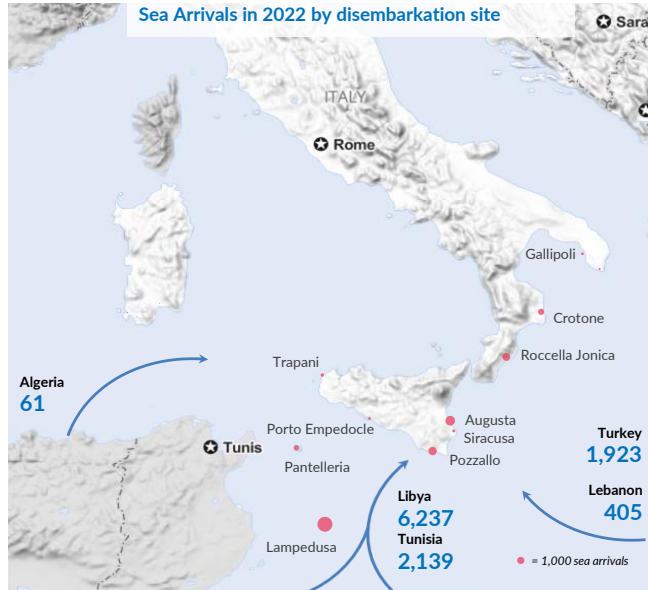 Sea Arrivals in 2022 by disembarkation site
Sara
ITALY
Rome
Gallipoli
Crotone
Roccella Jonica
Trapani
Algeria
61
Augusta
Porto Empedocle
Siracusa
Turkey
1,923
Tunis
Pozzallo
Pantelleria
Lebanon
405
Libya
6,237
Tunisia
2,139
Lampedusa
= 1,000 sea arrivals